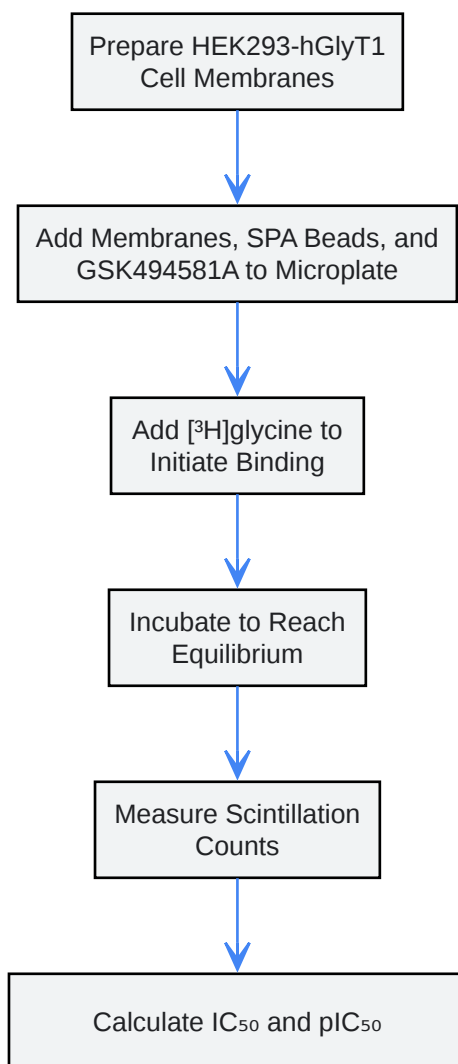 Prepare HEK293-hGlyT1
Cell Membranes
Add Membranes, SPA Beads, and
GSK494581A to Microplate
Add [³H]glycine to
Initiate Binding
Incubate to Reach
Equilibrium
Measure Scintillation
Counts
Calculate IC₅₀ and pIC₅₀